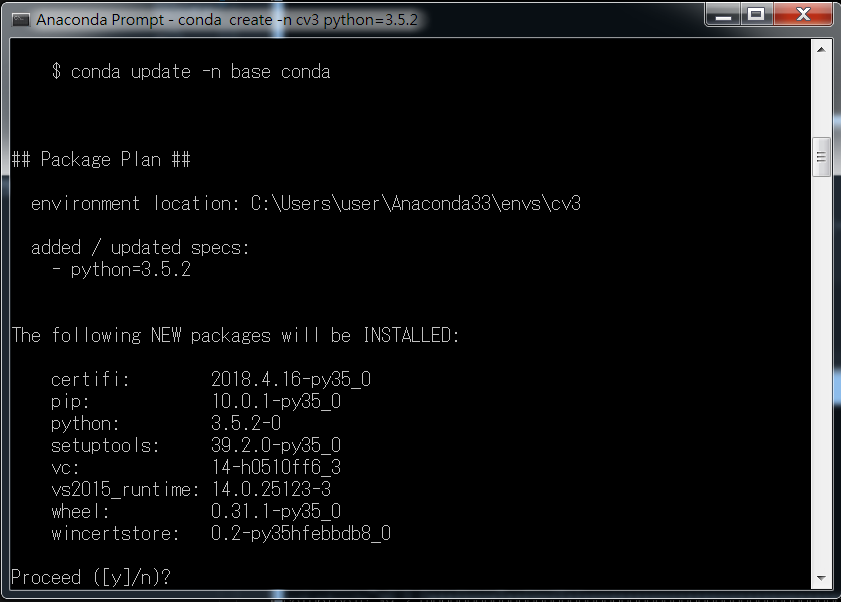 Anaconda Prompt - conda  create -n cv3 python=3.5.2
$ conda update -n base conda
## Package Plan ##
environment location: C:\Users\user\Anaconda33\envs\cv3
added / updated specs:
- python=3.5.2
The following NEW packages will be INSTALLED:
certifi:        2018.4.16-py35_0
pip:            10.0.1-py35_0
python:         3.5.2-0
setuptools:     39.2.0-py35_0
vc:             14-h0510ff6_3
vs2015_runtime: 14.0.25123-3
wheel:          0.31.1-py35_0
wincertstore:   0.2-py35hfebbdb8_0
Proceed ([y]/n)?